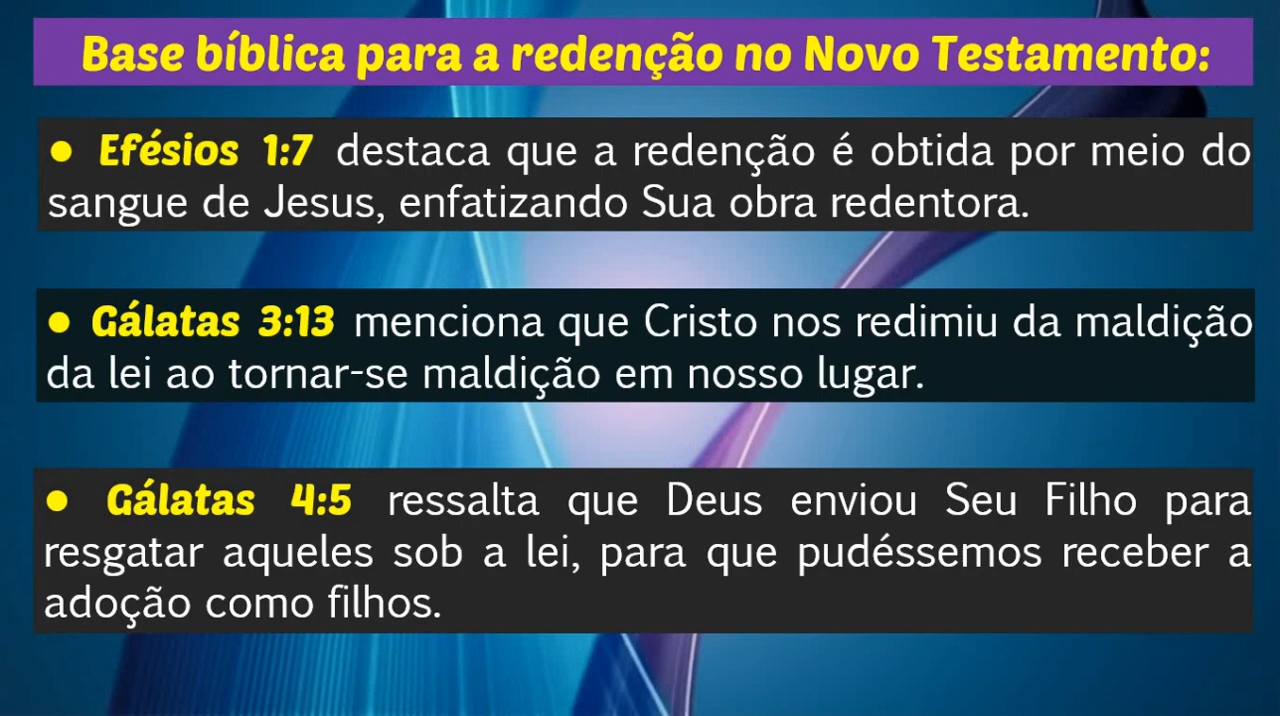 Base bíblica para a redenção no Novo Testamento:
● Efésios 1:7 destaca que a redenção é obtida por meio do
sangue de Jesus, enfatizando Sua obra redentora.
● Gálatas 3:13 menciona que Cristo nos redimiu da maldição
da lei ao tornar-se maldição em nosso lugar.
● Gálatas 4:5 ressalta que Deus enviou Seu Filho para
resgatar aqueles sob a lei, para que pudéssemos receber a
adoção como filhos.